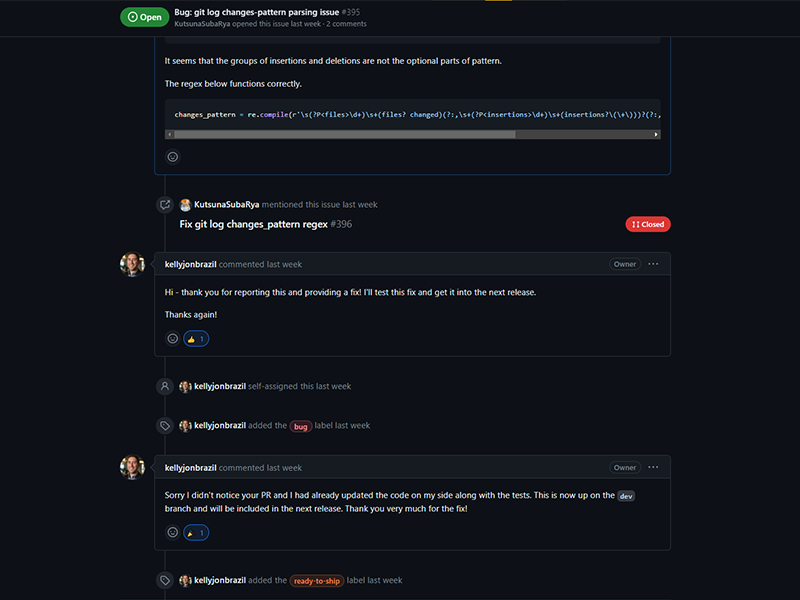 Open
Bug: git log changes-pattern parsing issue #395
KutsunaSubaRya opened this issue last week · 2 comments
It seems that the groups of insertions and deletions are not the optional parts of pattern.
The regex below functions correctly.
changes_pattern = re.compile(r'\s(?P<files>\d+)\s+(files? changed)(?:,\s+(?P<insertions>\d+)\s+(insertions?\(\+\)))?(?:,
KutsunaSubaRya mentioned this issue last week
Fix git log changes_pattern regex #396
Closed
kellyjonbrazil commented last week
Owner
Hi - thank you for reporting this and providing a fix! I'll test this fix and get it into the next release.
Thanks again!
1
kellyjonbrazil self-assigned this last week
kellyjonbrazil added the bug label last week
kellyjonbrazil commented last week
Owner
Sorry I didn't notice your PR and I had already updated the code on my side along with the tests. This is now up on the dev
branch and will be included in the next release. Thank you very much for the fix!
1
kellyjonbrazil added the ready-to-ship label last week